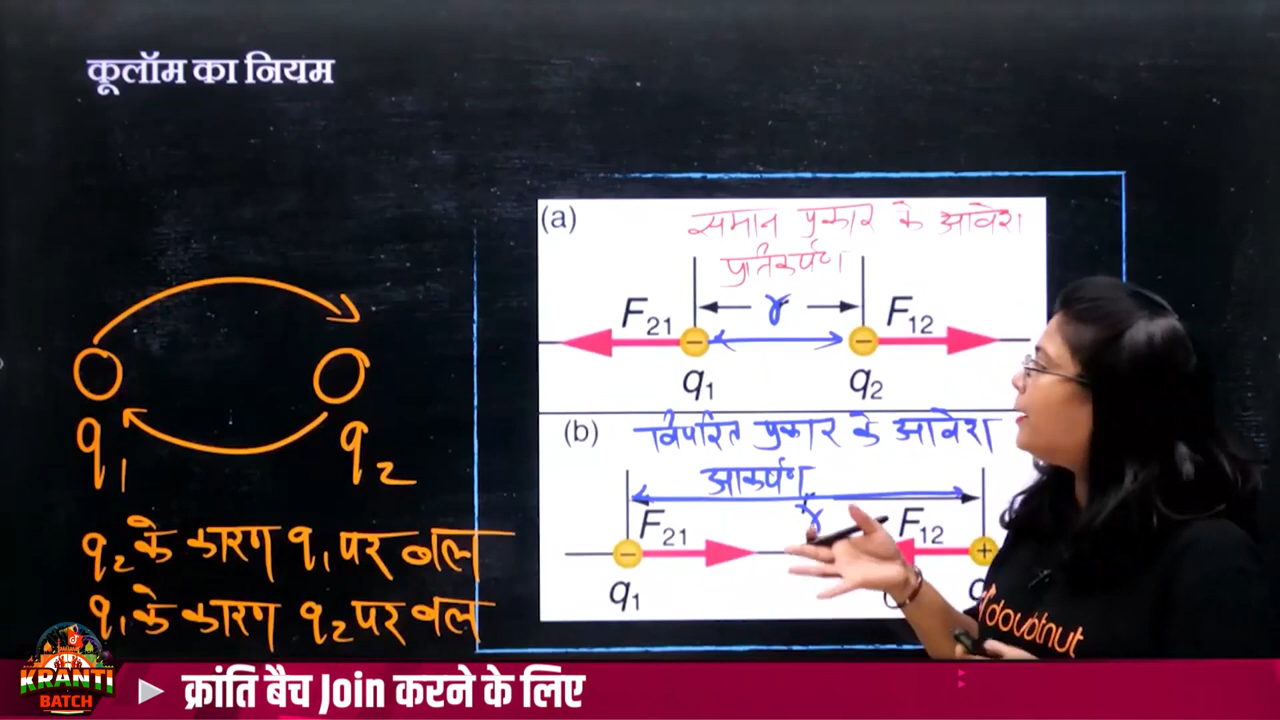 कूलॉम का नियम
(a)
समान प्रकार के आवेश
प्रतिकर्षण
r
F21
F12
q1
q2
(b)
विपरित प्रकार के आवेश
आकर्षण
r
F21
F12
q1
q
q1
q2
q2 के कारण q1 पर बल
q1 के कारण q2 पर बल
doubtnut
KRANTI
BATCH
क्रांति बैच Join करने के लिए